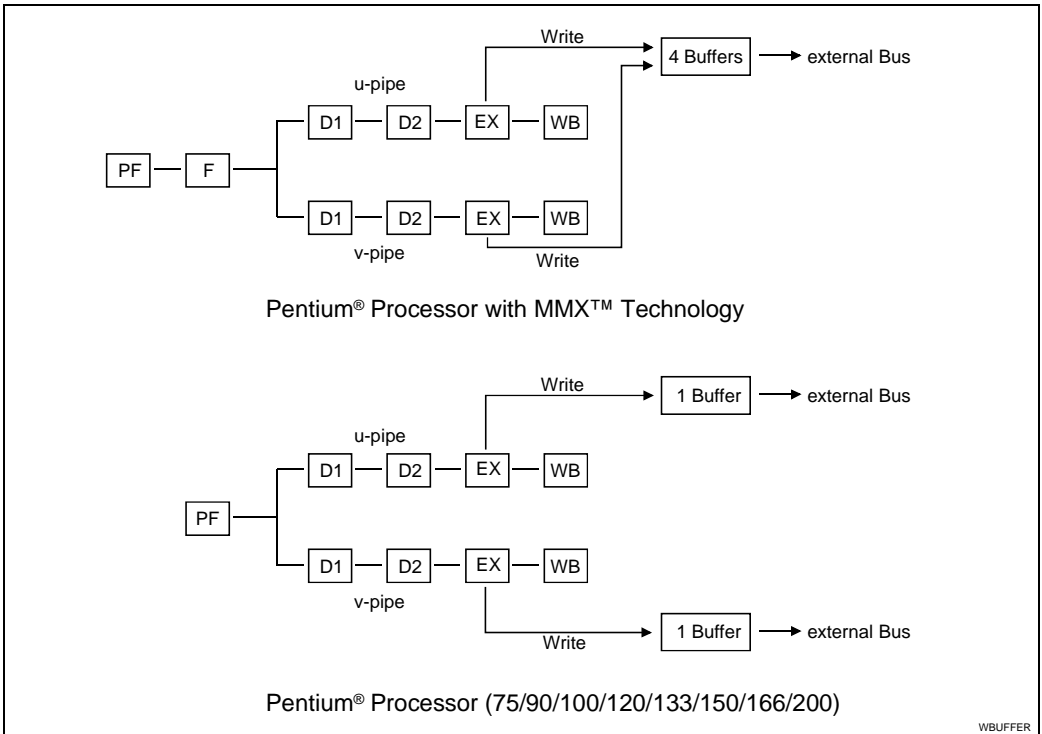 Write
4 Buffers
external Bus
u-pipe
D1 D2 EX WB
PF F
D1 D2 EX WB
v-pipe
Write
Pentium® Processor with MMX™ Technology
Write
1 Buffer
external Bus
u-pipe
D1 D2 EX WB
PF
D1 D2 EX WB
v-pipe
Write
1 Buffer
external Bus
Pentium® Processor (75/90/100/120/133/150/166/200)
WBUFFER